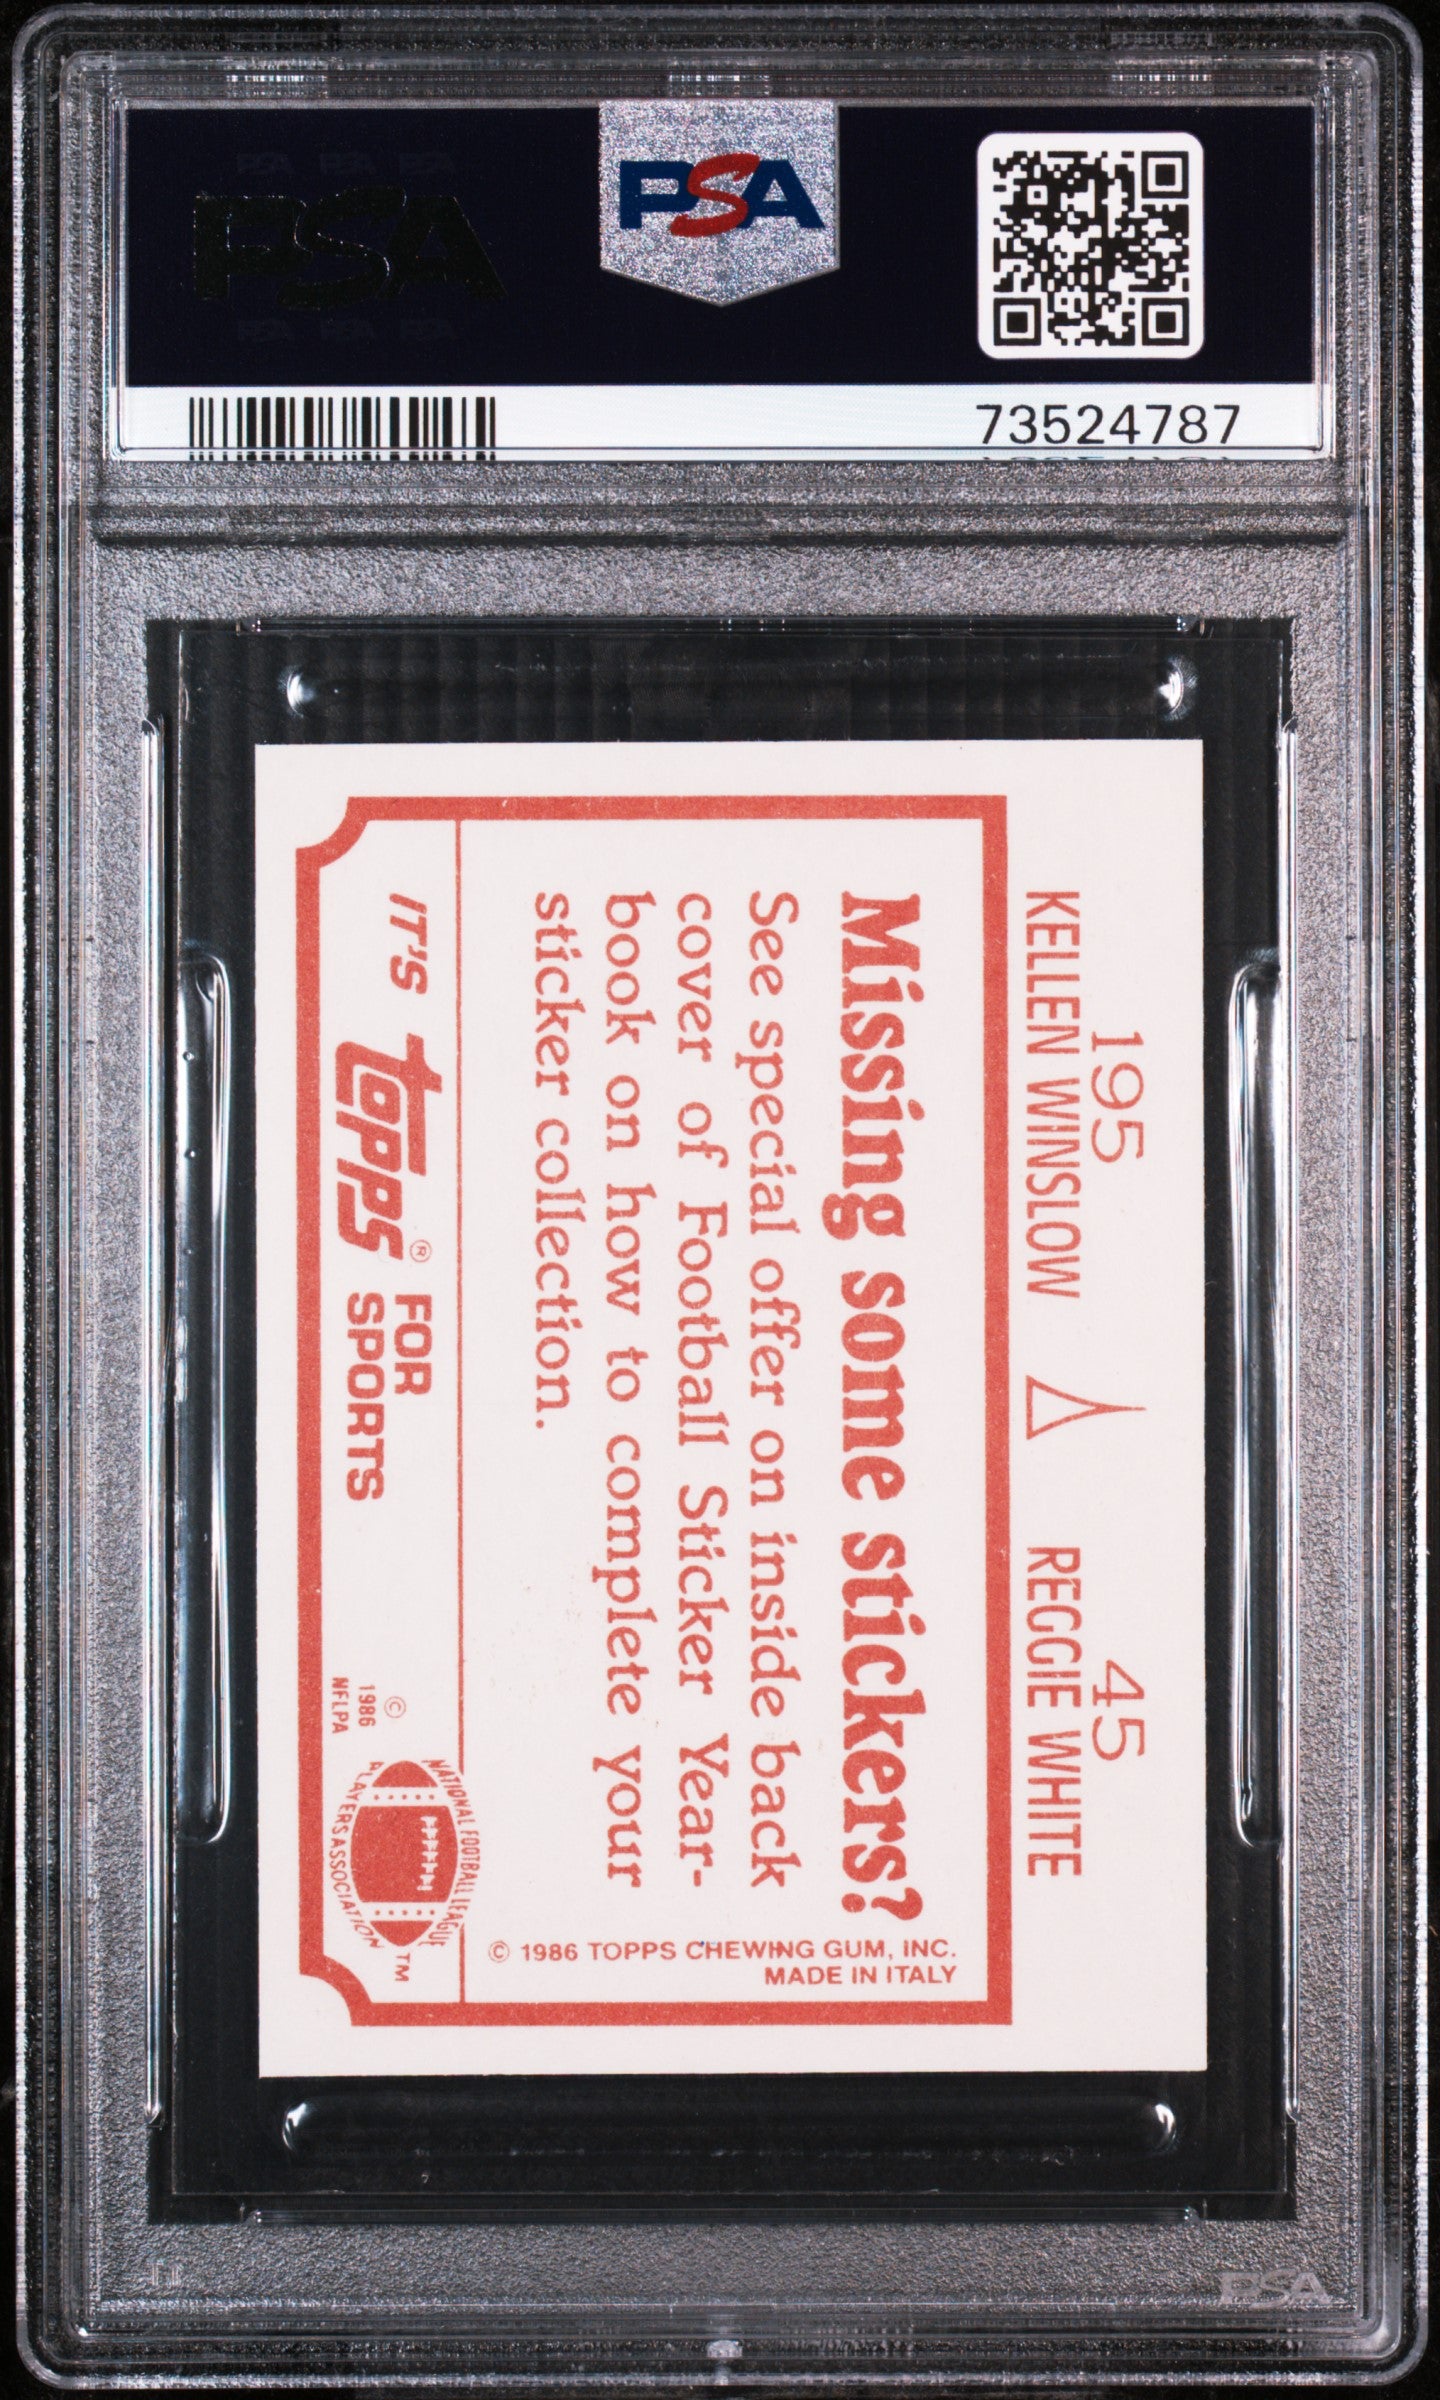 PSA
PSA
73524787
195
KELLEN WINSLOW
45
REGGIE WHITE
Missing some stickers?
See special offer on inside back
cover of Football Sticker Year-
book on how to complete your
sticker collection.
© 1986 TOPPS CHEWING GUM, INC.
MADE IN ITALY
IT'S Topps® FOR
SPORTS
©
1986
NFLPA
NATIONAL FOOTBALL LEAGUE
PLAYERS ASSOCIATION
TM
PSA